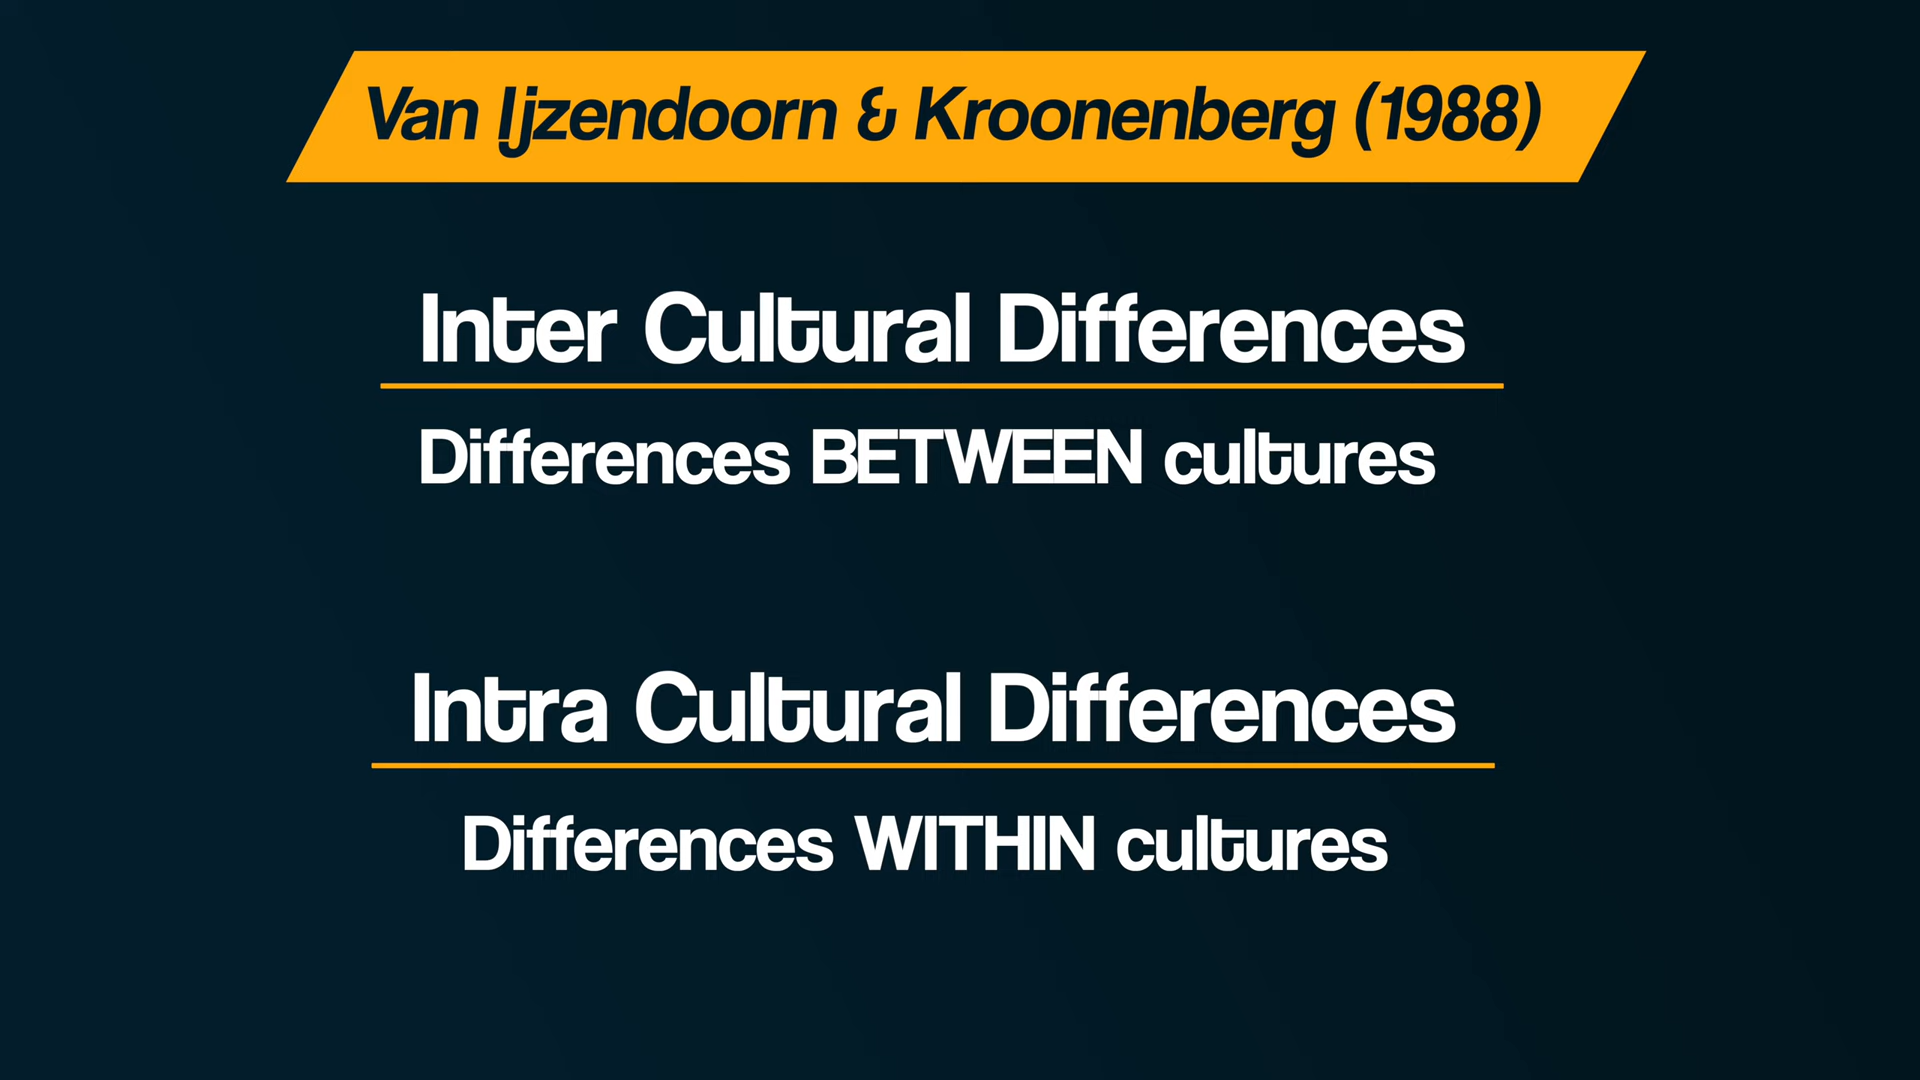 Van Ijzendoorn & Kroonenberg (1988)
Inter Cultural Differences
Differences BETWEEN cultures
Intra Cultural Differences
Differences WITHIN cultures